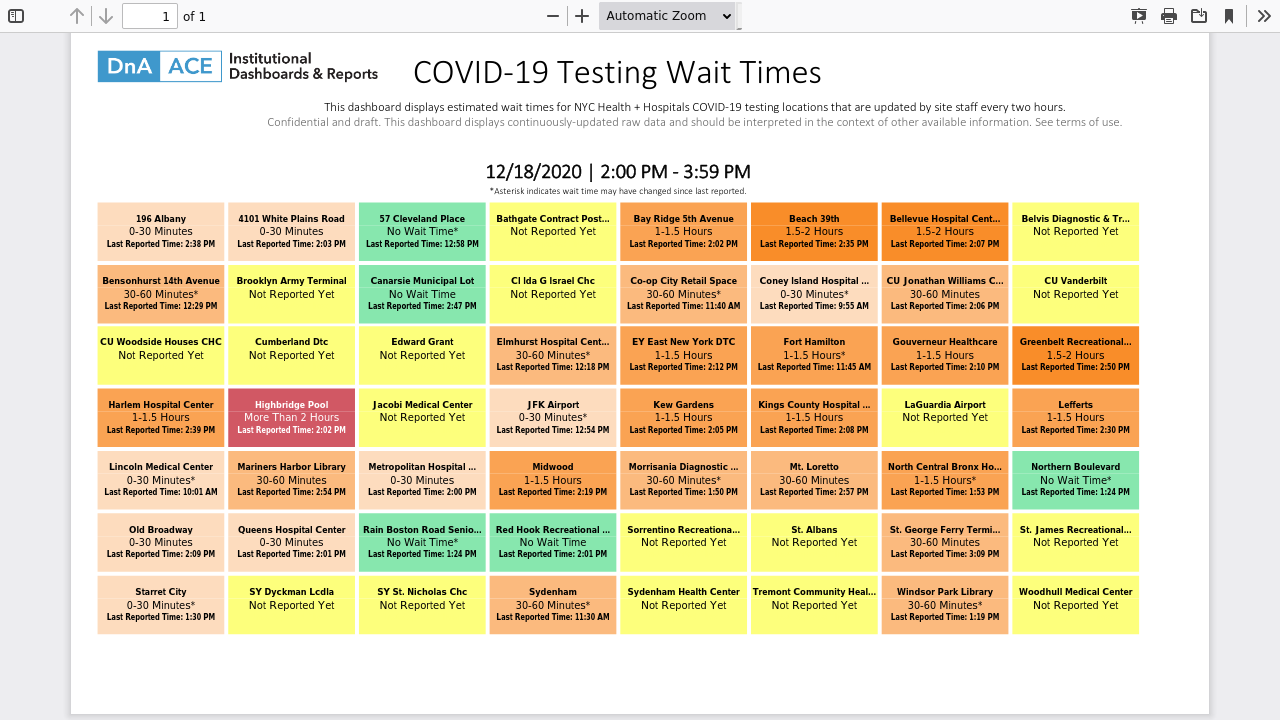 1 of 1 Automatic Zoom
DnA ACE Institutional
Dashboards & Reports
COVID-19 Testing Wait Times
This dashboard displays estimated wait times for NYC Health + Hospitals COVID-19 testing locations that are updated by site staff every two hours.
Confidential and draft. This dashboard displays continuously-updated raw data and should be interpreted in the context of other available information. See terms of use.
12/18/2020 | 2:00 PM - 3:59 PM
*Asterisk indicates wait time may have changed since last reported.
196 Albany
0-30 Minutes
Last Reported Time: 2:38 PM
4101 White Plains Road
0-30 Minutes
Last Reported Time: 2:03 PM
57 Cleveland Place
No Wait Time*
Last Reported Time: 12:58 PM
Bathgate Contract Post...
Not Reported Yet
Bay Ridge 5th Avenue
1-1.5 Hours
Last Reported Time: 2:02 PM
Beach 39th
1.5-2 Hours
Last Reported Time: 2:35 PM
Bellevue Hospital Cent...
1.5-2 Hours
Last Reported Time: 2:07 PM
Belvis Diagnostic & Tr...
Not Reported Yet
Bensonhurst 14th Avenue
30-60 Minutes*
Last Reported Time: 12:29 PM
Brooklyn Army Terminal
Not Reported Yet
Canarsie Municipal Lot
No Wait Time
Last Reported Time: 2:47 PM
Cl Ida G Israel Chc
Not Reported Yet
Co-op City Retail Space
30-60 Minutes*
Last Reported Time: 11:40 AM
Coney Island Hospital ...
0-30 Minutes*
Last Reported Time: 9:55 AM
CU Jonathan Williams C...
30-60 Minutes
Last Reported Time: 2:06 PM
CU Vanderbilt
Not Reported Yet
CU Woodside Houses CHC
Not Reported Yet
Cumberland Dtc
Not Reported Yet
Edward Grant
Not Reported Yet
Elmhurst Hospital Cent...
30-60 Minutes*
Last Reported Time: 12:18 PM
EY East New York DTC
1-1.5 Hours
Last Reported Time: 2:12 PM
Fort Hamilton
1-1.5 Hours*
Last Reported Time: 11:45 AM
Gouverneur Healthcare
1-1.5 Hours
Last Reported Time: 2:10 PM
Greenbelt Recreational...
1.5-2 Hours
Last Reported Time: 2:50 PM
Harlem Hospital Center
1-1.5 Hours
Last Reported Time: 2:39 PM
Highbridge Pool
More Than 2 Hours
Last Reported Time: 2:02 PM
Jacobi Medical Center
Not Reported Yet
JFK Airport
0-30 Minutes*
Last Reported Time: 12:54 PM
Kew Gardens
1-1.5 Hours
Last Reported Time: 2:05 PM
Kings County Hospital ...
1-1.5 Hours
Last Reported Time: 2:08 PM
LaGuardia Airport
Not Reported Yet
Lefferts
1-1.5 Hours
Last Reported Time: 2:30 PM
Lincoln Medical Center
0-30 Minutes*
Last Reported Time: 10:01 AM
Mariners Harbor Library
30-60 Minutes
Last Reported Time: 2:54 PM
Metropolitan Hospital ...
0-30 Minutes
Last Reported Time: 2:00 PM
Midwood
1-1.5 Hours
Last Reported Time: 2:19 PM
Morrisania Diagnostic ...
30-60 Minutes*
Last Reported Time: 1:50 PM
Mt. Loretto
30-60 Minutes
Last Reported Time: 2:57 PM
North Central Bronx Ho...
1-1.5 Hours*
Last Reported Time: 1:53 PM
Northern Boulevard
No Wait Time*
Last Reported Time: 1:24 PM
Old Broadway
0-30 Minutes
Last Reported Time: 2:09 PM
Queens Hospital Center
0-30 Minutes
Last Reported Time: 2:01 PM
Rain Boston Road Senio...
No Wait Time*
Last Reported Time: 1:24 PM
Red Hook Recreational ...
No Wait Time
Last Reported Time: 2:01 PM
Sorrentino Recreationa...
Not Reported Yet
St. Albans
Not Reported Yet
St. George Ferry Termi...
30-60 Minutes
Last Reported Time: 3:09 PM
St. James Recreational...
Not Reported Yet
Starret City
0-30 Minutes*
Last Reported Time: 1:30 PM
SY Dyckman Lcdla
Not Reported Yet
SY St. Nicholas Chc
Not Reported Yet
Sydenham
30-60 Minutes*
Last Reported Time: 11:30 AM
Sydenham Health Center
Not Reported Yet
Tremont Community Heal...
Not Reported Yet
Windsor Park Library
30-60 Minutes*
Last Reported Time: 1:19 PM
Woodhull Medical Center
Not Reported Yet